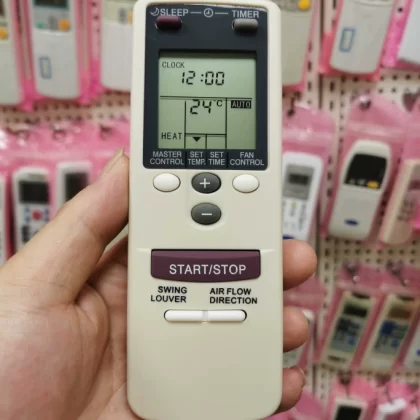 SLEEP TIMER
CLOCK
12:00
24°C AUTO
HEAT
MASTER CONTROL SET TEMP. SET TIME FAN CONTROL
+
−
START/STOP
SWING LOUVER AIR FLOW DIRECTION